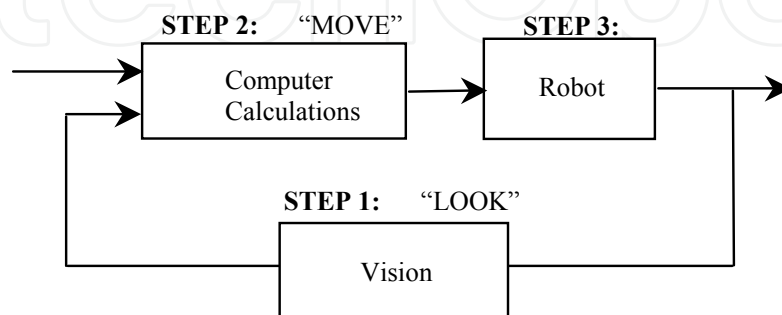 STEP 2: “MOVE” STEP 3:
Computer
Calculations
Robot
STEP 1: “LOOK”
Vision